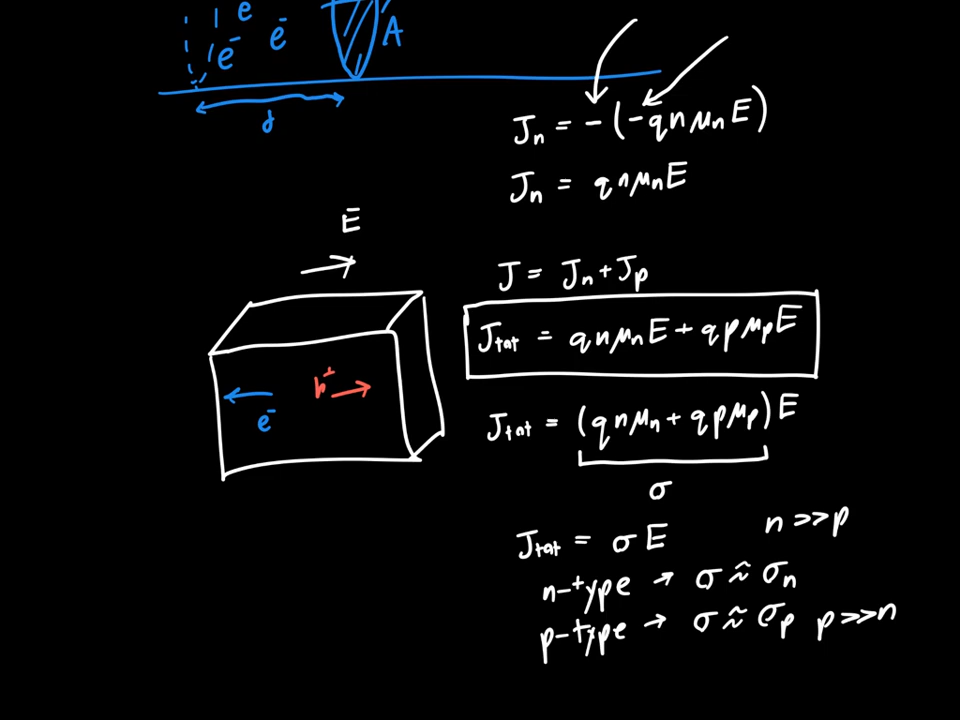 e
e⁻ e⁻ A
d
Jn = -(-qnμnE)
Jn = qnμnE
Ē
J = Jn + Jp
Jtot = qnμnE + qpμpE
h⁺
e⁻
Jtot = (qnμn + qpμp)E
σ
Jtot = σE n >> p
n-type → σ ≈ σn
p-type → σ ≈ σp p >> n